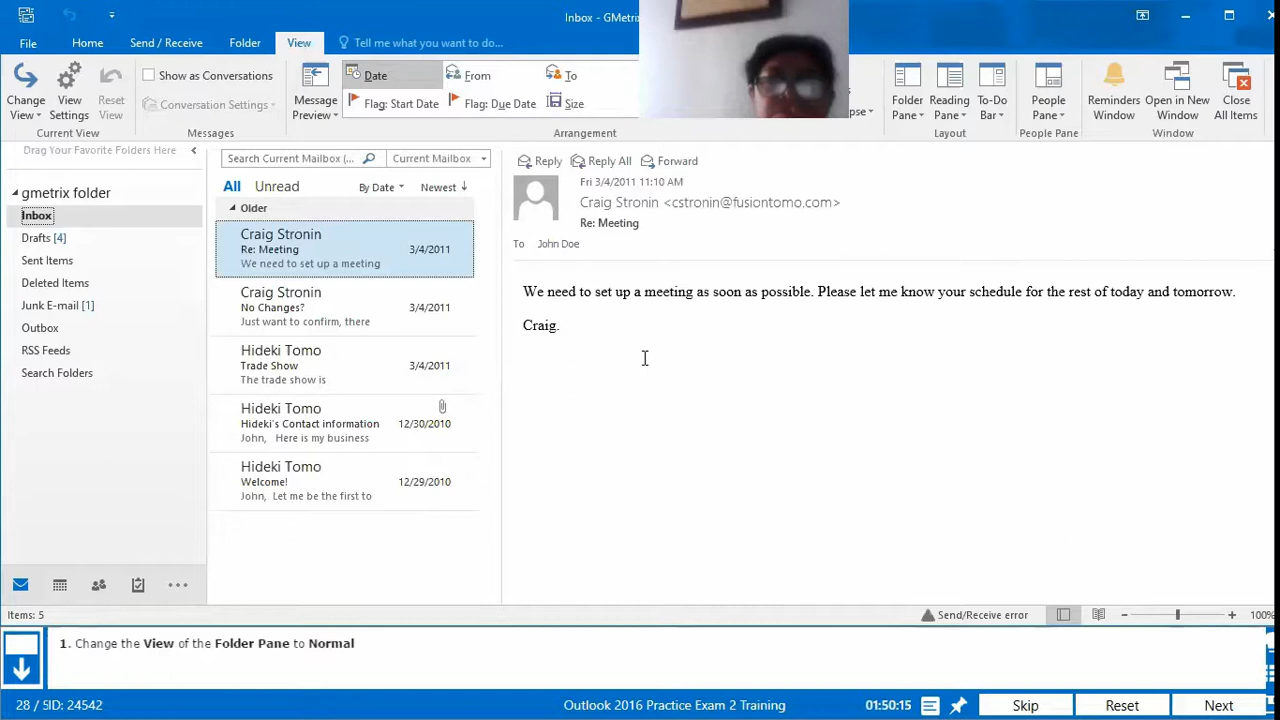 Inbox - GMetrix
File Home Send / Receive Folder View Tell me what you want to do...
Change View View Settings Reset View
Show as Conversations
Conversation Settings
Message Preview
Date From To
Flag: Start Date Flag: Due Date Size
Folder Pane Reading Pane To-Do Bar People Pane Reminders Window Open in New Window Close All Items
Current View Messages Arrangement Layout People Pane Window
Drag Your Favorite Folders Here
gmetrix folder
Inbox
Drafts [4]
Sent Items
Deleted Items
Junk E-mail [1]
Outbox
RSS Feeds
Search Folders
Search Current Mailbox (... Current Mailbox
All Unread By Date Newest
Older
Craig Stronin
Re: Meeting 3/4/2011
We need to set up a meeting
Craig Stronin
No Changes? 3/4/2011
Just want to confirm, there
Hideki Tomo
Trade Show 3/4/2011
The trade show is
Hideki Tomo
Hideki's Contact information 12/30/2010
John, Here is my business
Hideki Tomo
Welcome! 12/29/2010
John, Let me be the first to
Reply Reply All Forward
Fri 3/4/2011 11:10 AM
Craig Stronin <cstronin@fusiontomo.com>
Re: Meeting
To John Doe
We need to set up a meeting as soon as possible. Please let me know your schedule for the rest of today and tomorrow.
Craig.
Items: 5 Send/Receive error 100%
1. Change the View of the Folder Pane to Normal
28 / 5ID: 24542 Outlook 2016 Practice Exam 2 Training 01:50:15 Skip Reset Next